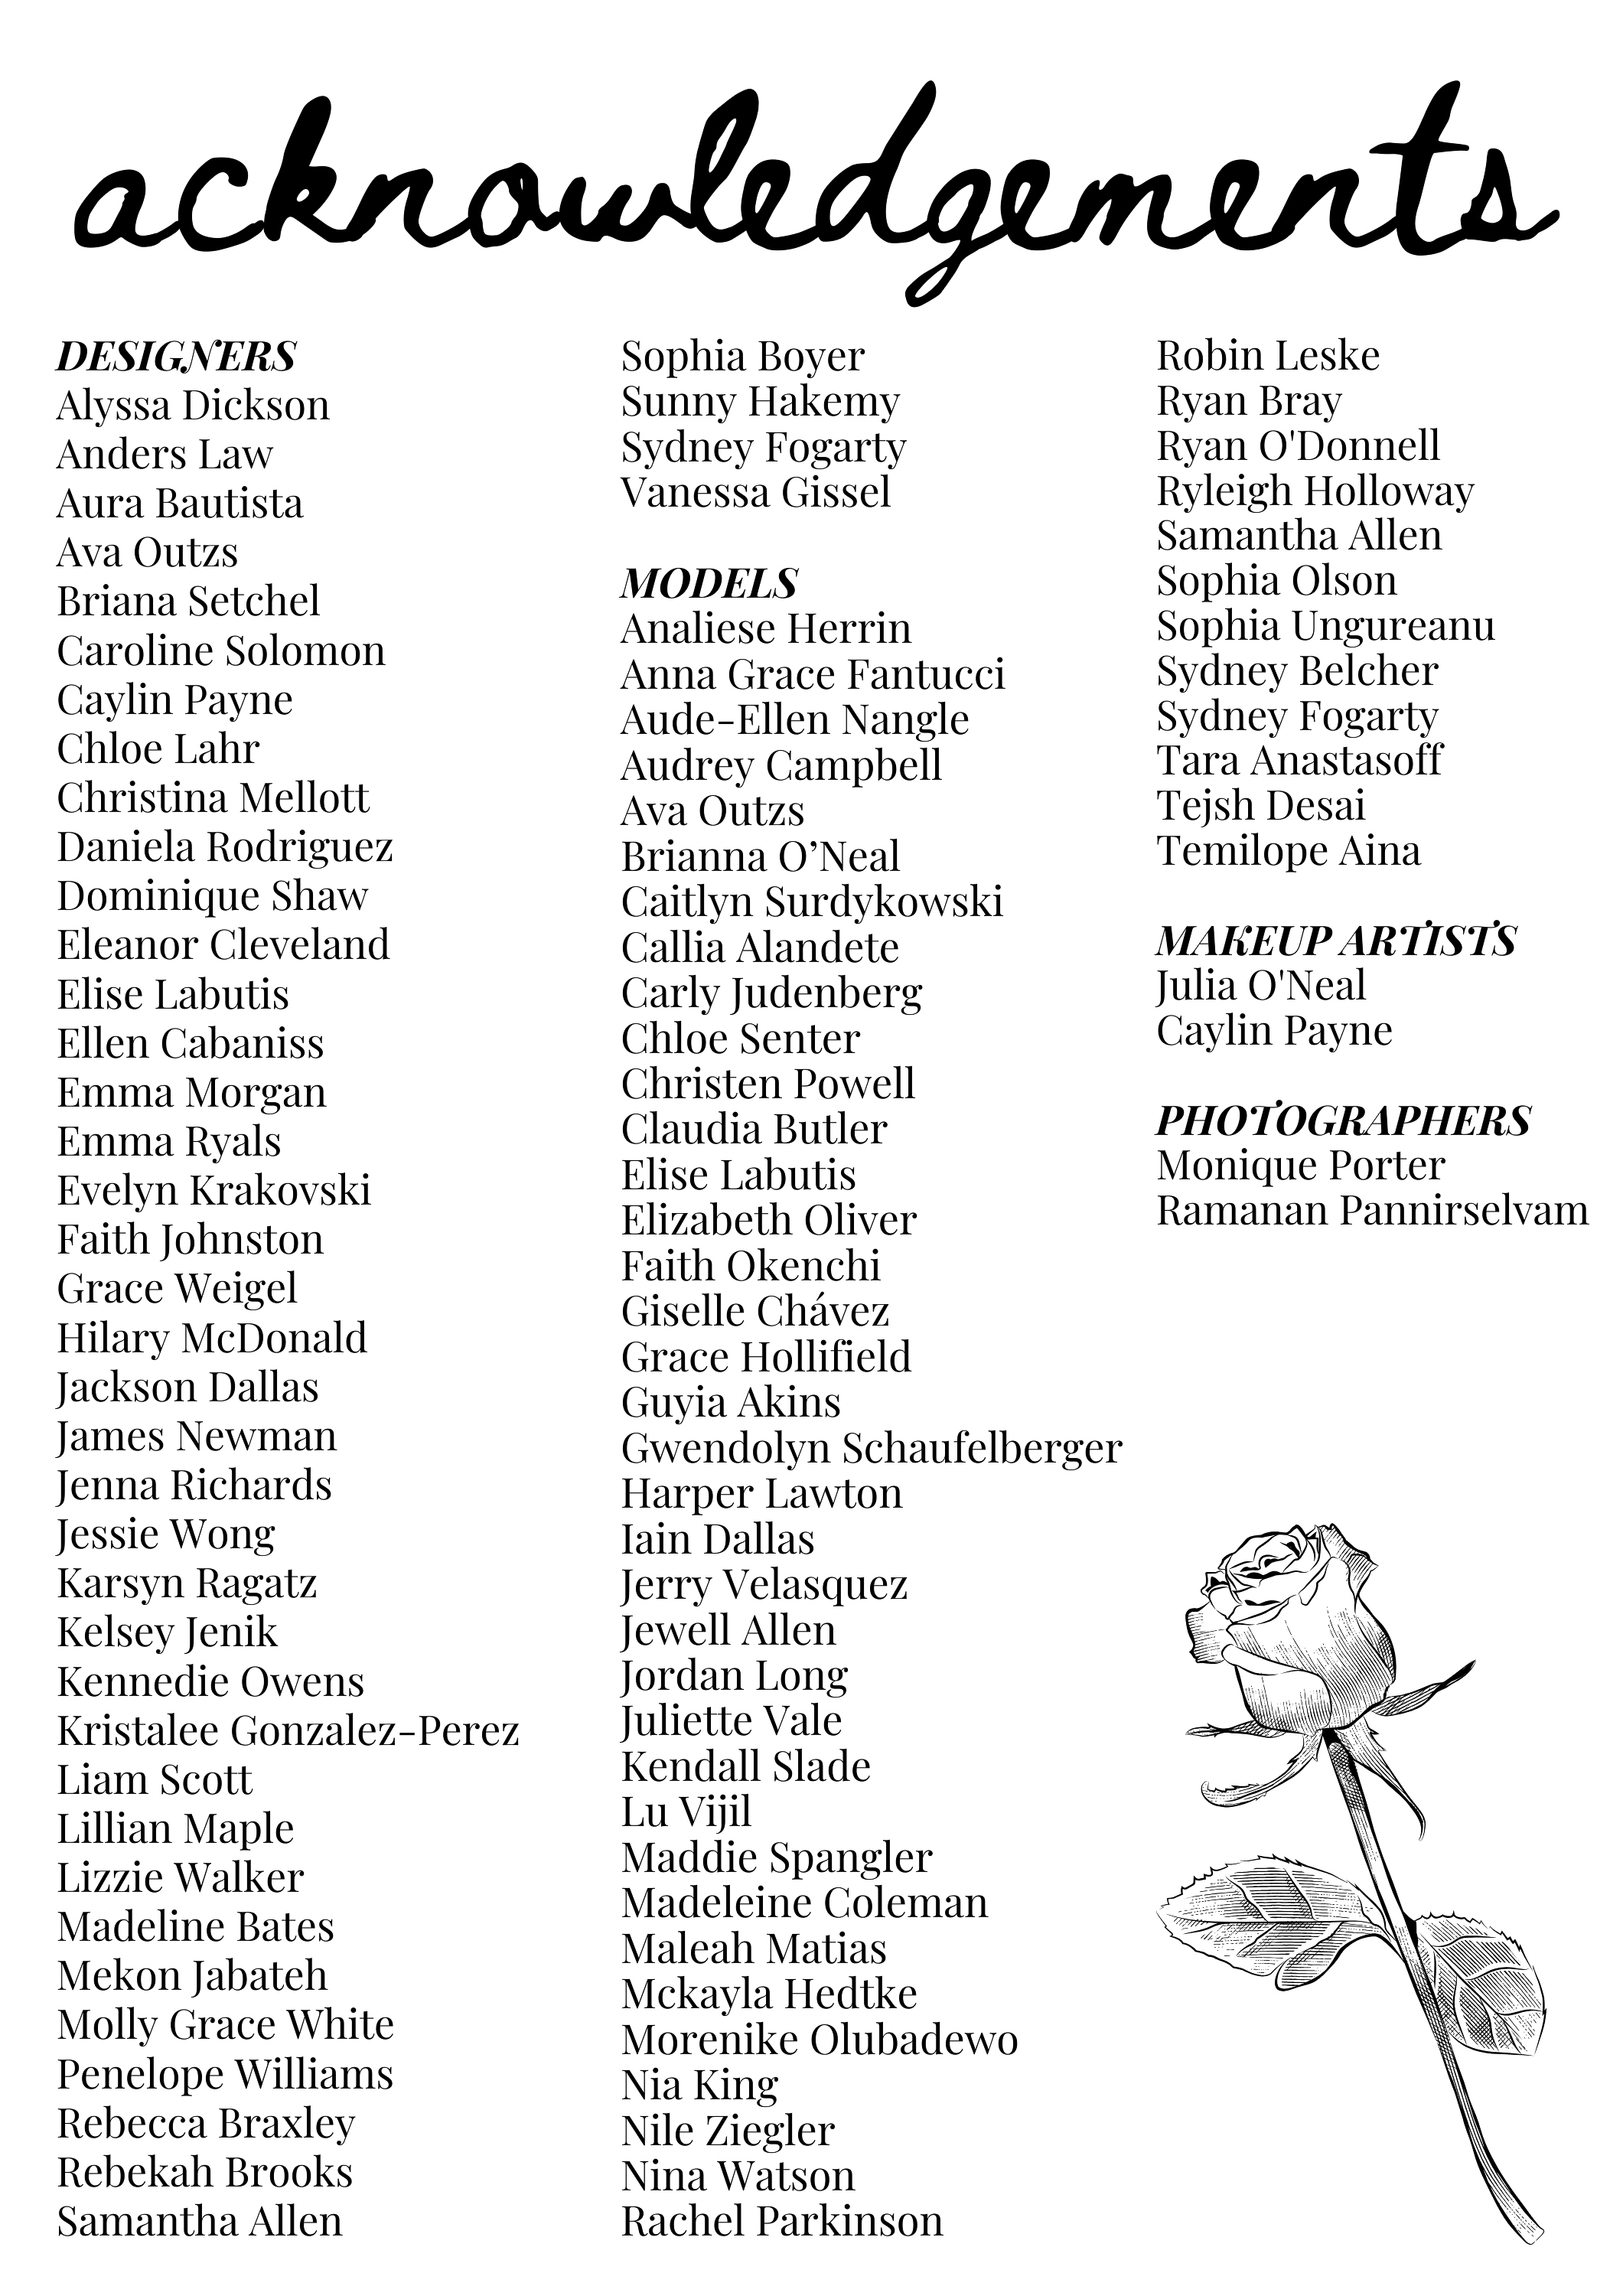 acknowledgements
DESIGNERS
Alyssa Dickson
Anders Law
Aura Bautista
Ava Outzs
Briana Setchel
Caroline Solomon
Caylin Payne
Chloe Lahr
Christina Mellott
Daniela Rodriguez
Dominique Shaw
Eleanor Cleveland
Elise Labutis
Ellen Cabaniss
Emma Morgan
Emma Ryals
Evelyn Krakovski
Faith Johnston
Grace Weigel
Hilary McDonald
Jackson Dallas
James Newman
Jenna Richards
Jessie Wong
Karsyn Ragatz
Kelsey Jenik
Kennedie Owens
Kristalee Gonzalez-Perez
Liam Scott
Lillian Maple
Lizzie Walker
Madeline Bates
Mekon Jabateh
Molly Grace White
Penelope Williams
Rebecca Braxley
Rebekah Brooks
Samantha Allen
Sophia Boyer
Sunny Hakemy
Sydney Fogarty
Vanessa Gissel
MODELS
Analiese Herrin
Anna Grace Fantucci
Aude-Ellen Nangle
Audrey Campbell
Ava Outzs
Brianna O’Neal
Caitlyn Surdykowski
Callia Alandete
Carly Judenberg
Chloe Senter
Christen Powell
Claudia Butler
Elise Labutis
Elizabeth Oliver
Faith Okenchi
Giselle Chávez
Grace Hollifield
Guyia Akins
Gwendolyn Schaufelberger
Harper Lawton
Iain Dallas
Jerry Velasquez
Jewell Allen
Jordan Long
Juliette Vale
Kendall Slade
Lu Vijil
Maddie Spangler
Madeleine Coleman
Maleah Matias
Mckayla Hedtke
Morenike Olubadewo
Nia King
Nile Ziegler
Nina Watson
Rachel Parkinson
Robin Leske
Ryan Bray
Ryan O'Donnell
Ryleigh Holloway
Samantha Allen
Sophia Olson
Sophia Ungureanu
Sydney Belcher
Sydney Fogarty
Tara Anastasoff
Tejsh Desai
Temilope Aina
MAKEUP ARTISTS
Julia O'Neal
Caylin Payne
PHOTOGRAPHERS
Monique Porter
Ramanan Pannirselvam